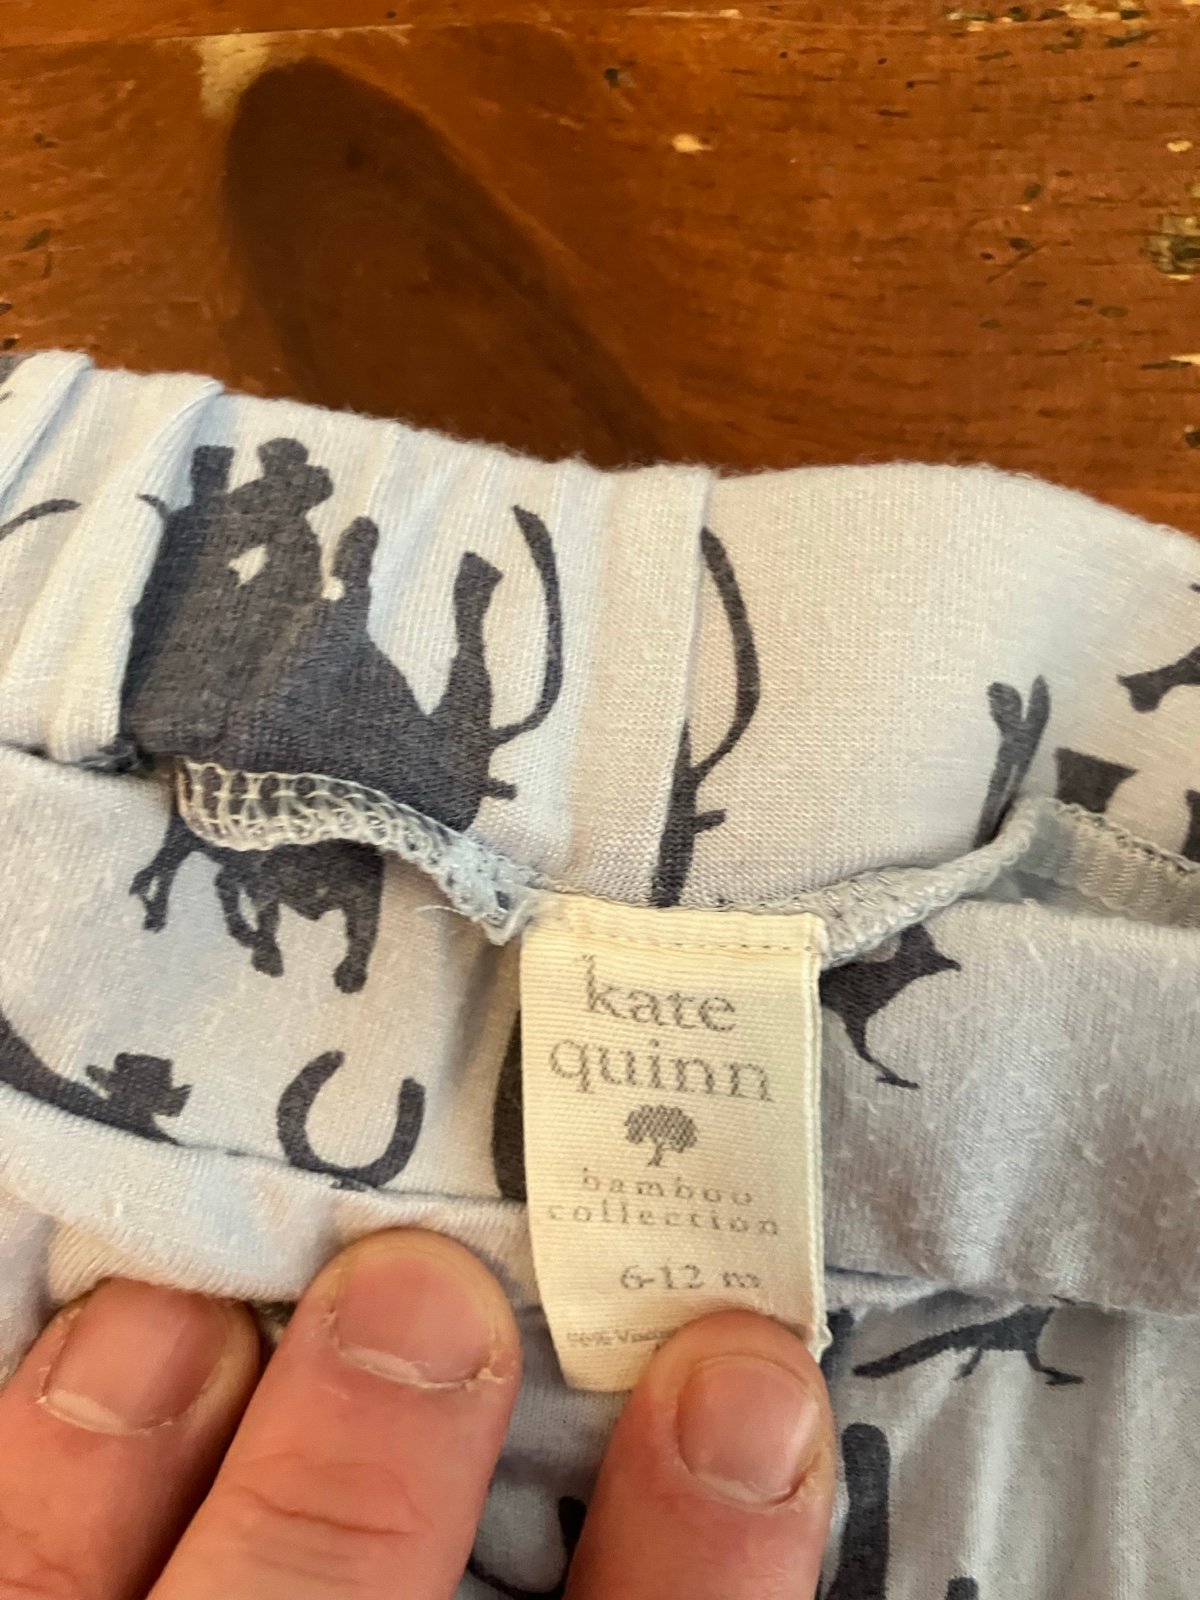 kate
quinn
bamboo
collection
6-12 m